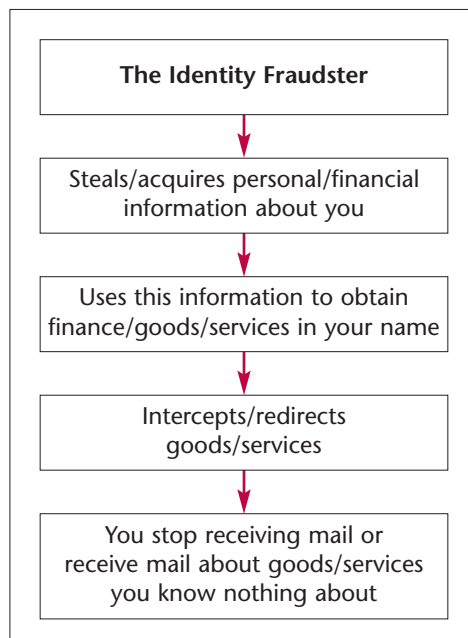 The Identity Fraudster
Steals/acquires personal/financial
information about you
Uses this information to obtain
finance/goods/services in your name
Intercepts/redirects
goods/services
You stop receiving mail or
receive mail about goods/services
you know nothing about